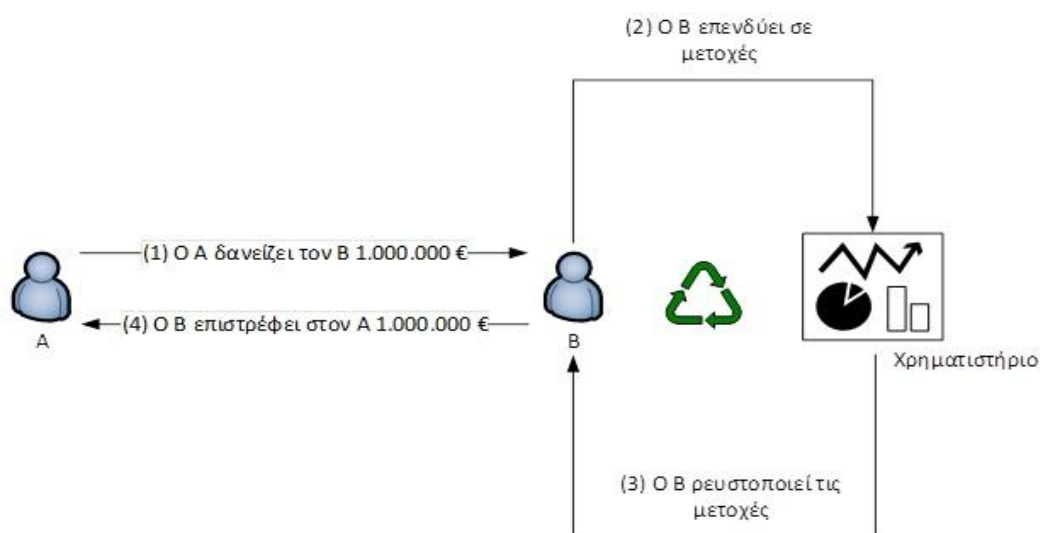 (2) Ο Β επενδύει σε
μετοχές
(1) Ο Α δανείζει τον Β 1.000.000 €
(4) Ο Β επιστρέφει στον Α 1.000.000 €
Α
Β
Χρηματιστήριο
(3) Ο Β ρευστοποιεί τις
μετοχές